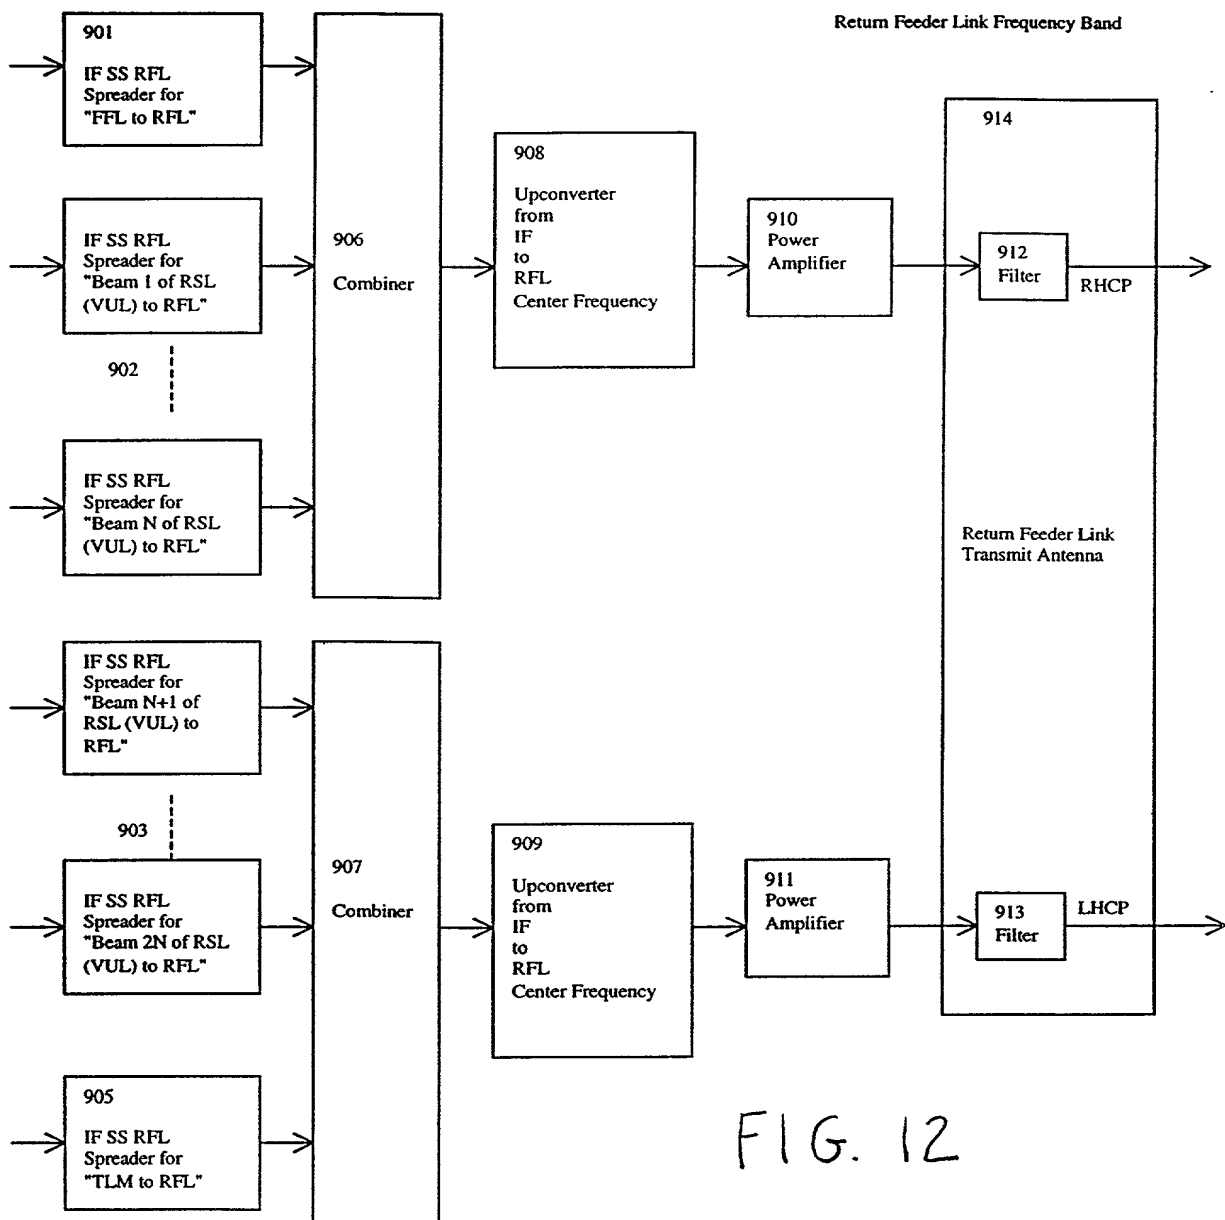 Return Feeder Link Frequency Band
901
IF SS RFL
Spreader for
"FFL to RFL"
IF SS RFL
Spreader for
"Beam 1 of RSL
(VUL) to RFL"
902
IF SS RFL
Spreader for
"Beam N of RSL
(VUL) to RFL"
906
Combiner
908
Upconverter
from
IF
to
RFL
Center Frequency
910
Power
Amplifier
914
912
Filter
RHCP
Return Feeder Link
Transmit Antenna
IF SS RFL
Spreader for
"Beam N+1 of
RSL (VUL) to
RFL"
903
IF SS RFL
Spreader for
"Beam 2N of RSL
(VUL) to RFL"
905
IF SS RFL
Spreader for
"TLM to RFL"
907
Combiner
909
Upconverter
from
IF
to
RFL
Center Frequency
911
Power
Amplifier
913
Filter
LHCP
FIG. 12